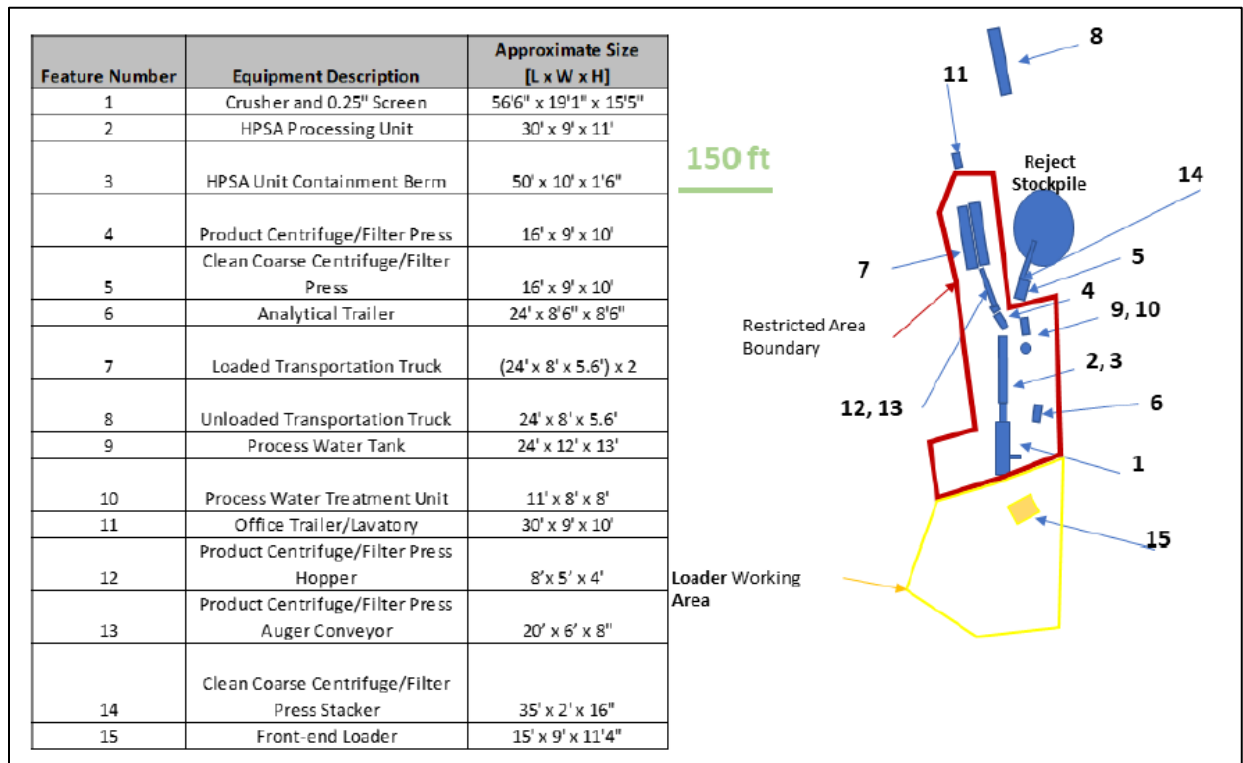 Feature Number Equipment Description Approximate Size
[L x W x H]
1 Crusher and 0.25" Screen 56'6" x 19'1" x 15'5"
2 HPSA Processing Unit 30' x 9' x 11'
3 HPSA Unit Containment Berm 50' x 10' x 1'6"
4 Product Centrifuge/Filter Press 16' x 9' x 10'
Clean Coarse Centrifuge/Filter
5 Press 16' x 9' x 10'
6 Analytical Trailer 24' x 8'6" x 8'6"
7 Loaded Transportation Truck (24' x 8' x 5.6') x 2
8 Unloaded Transportation Truck 24' x 8' x 5.6'
9 Process Water Tank 24' x 12' x 13'
10 Process Water Treatment Unit 11' x 8' x 8'
11 Office Trailer/Lavatory 30' x 9' x 10'
Product Centrifuge/Filter Press
12 Hopper 8'x 5' x 4'
Product Centrifuge/Filter Press
13 Auger Conveyor 20' x 6' x 8"
Clean Coarse Centrifuge/Filter
14 Press Stacker 35' x 2' x 16"
15 Front-end Loader 15' x 9' x 11'4"
150 ft
8
11
Reject
Stockpile
14
7
5
4
Restricted Area
Boundary
9, 10
2, 3
12, 13
6
1
15
Loader Working
Area